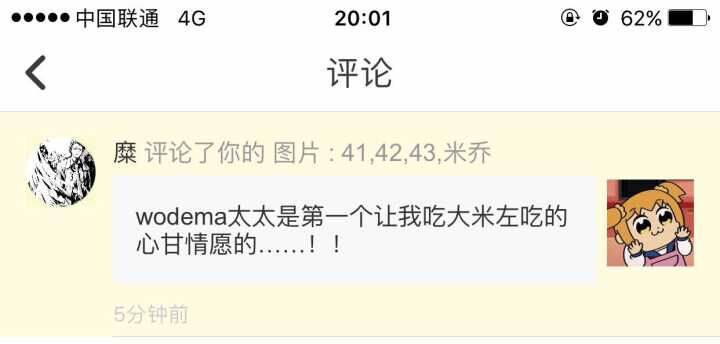 中国联通 4G 20:01 62%
评论
糜 评论了你的 图片 : 41,42,43,米乔
wodema太太是第一个让我吃大米左吃的
心甘情愿的……！！
5分钟前